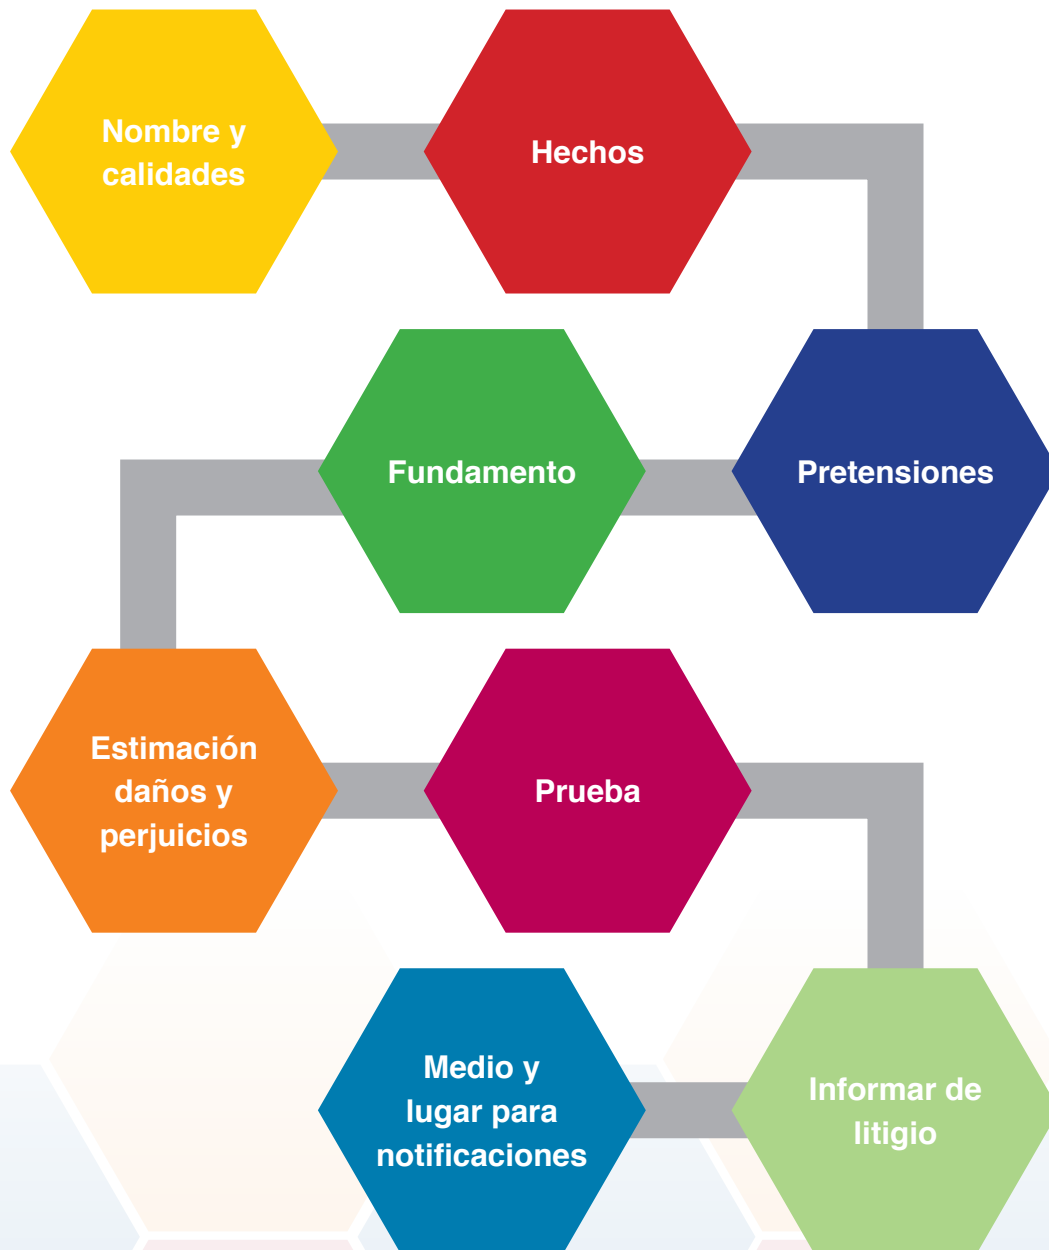 Nombre y
calidades
Hechos
Pretensiones
Fundamento
Estimación
daños y
perjuicios
Prueba
Informar de
litigio
Medio y
lugar para
notificaciones